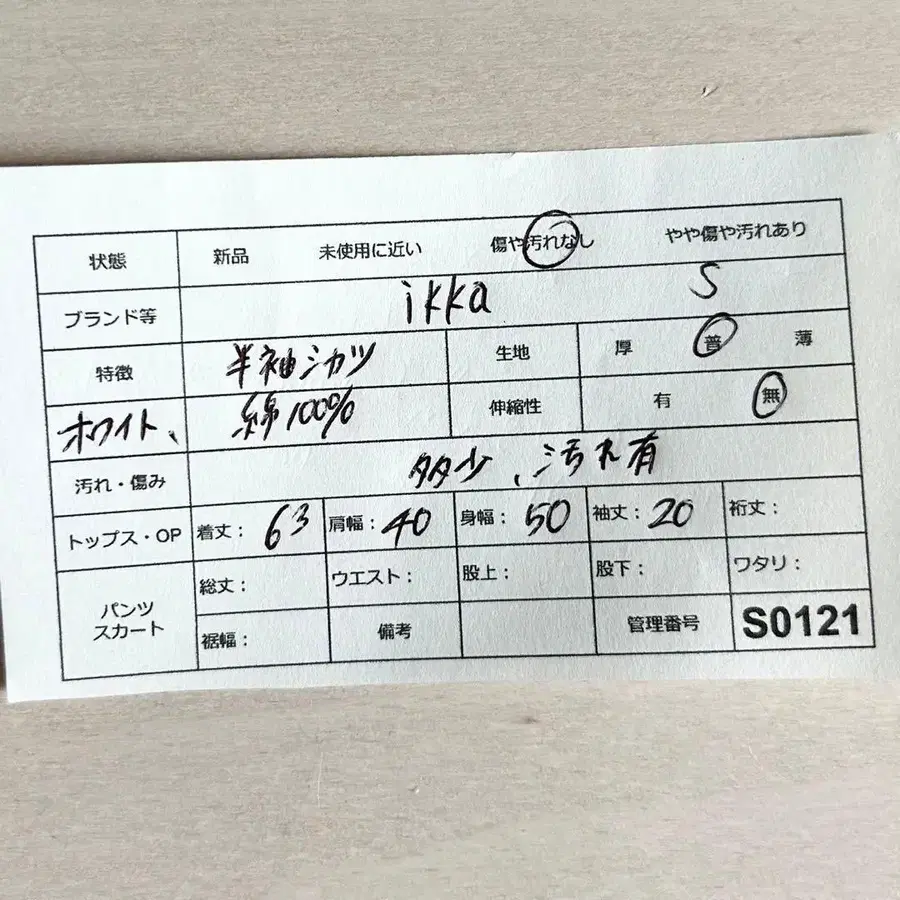 状態 新品 未使用に近い 傷や汚れなし やや傷や汚れあり
ブランド等 ikka S
特徴 半袖シャツ 生地 厚 普 薄
ホワイト、 綿100% 伸縮性 有 無
汚れ・傷み 多少、汚れ有
トップス・OP 着丈: 63 肩幅: 40 身幅: 50 袖丈: 20 裄丈:
パンツ スカート 総丈: ウエスト: 股上: 股下: ワタリ:
裾幅: 備考 管理番号 S0121